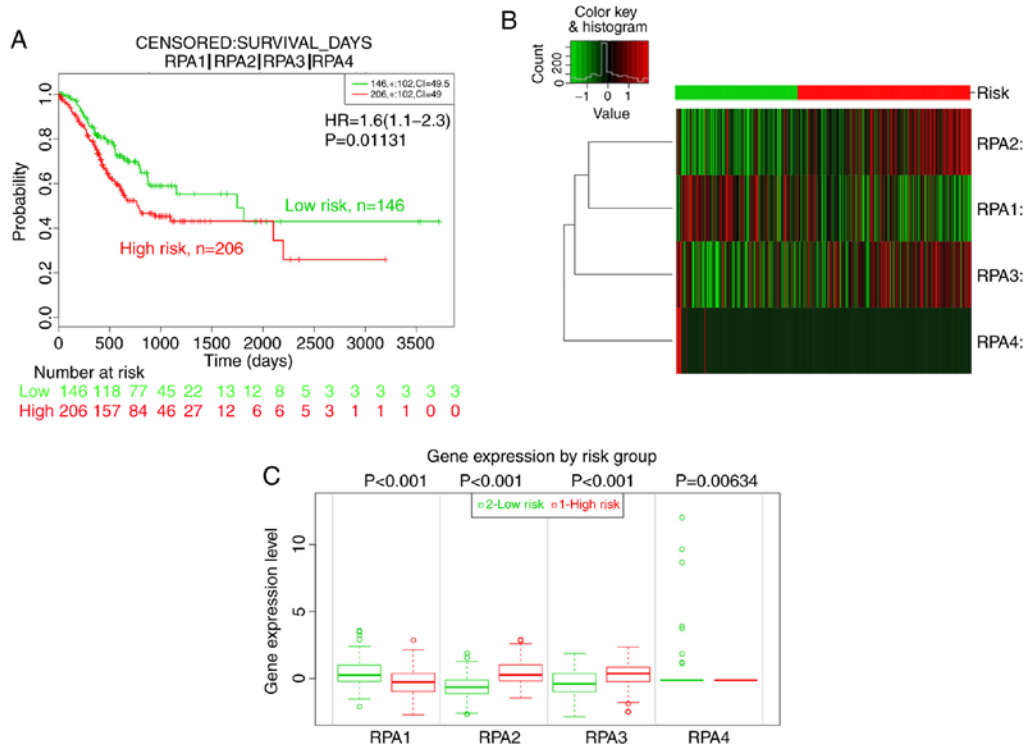 A
CENSORED:SURVIVAL_DAYS
RPA1|RPA2|RPA3|RPA4
146,+:102,CI=49.5
206,+:102,CI=49
HR=1.6(1.1–2.3)
P=0.01131
Probability
1.0
0.8
0.6
0.4
0.2
0.0
Low risk, n=146
High risk, n=206
0 500 1000 1500 2000 2500 3000 3500
Time (days)
Number at risk
Low 146 118 77 45 22 13 12 8 5 3 3 3 3 3 3
High 206 157 84 46 27 12 6 6 5 3 1 1 1 0 0
B
Color key
& histogram
Count
0 200
−1 0 1
Value
Risk
RPA2:
RPA1:
RPA3:
RPA4:
C
Gene expression by risk group
P<0.001 P<0.001 P<0.001 P=0.00634
2-Low risk 1-High risk
Gene expression level
10
5
0
RPA1 RPA2 RPA3 RPA4